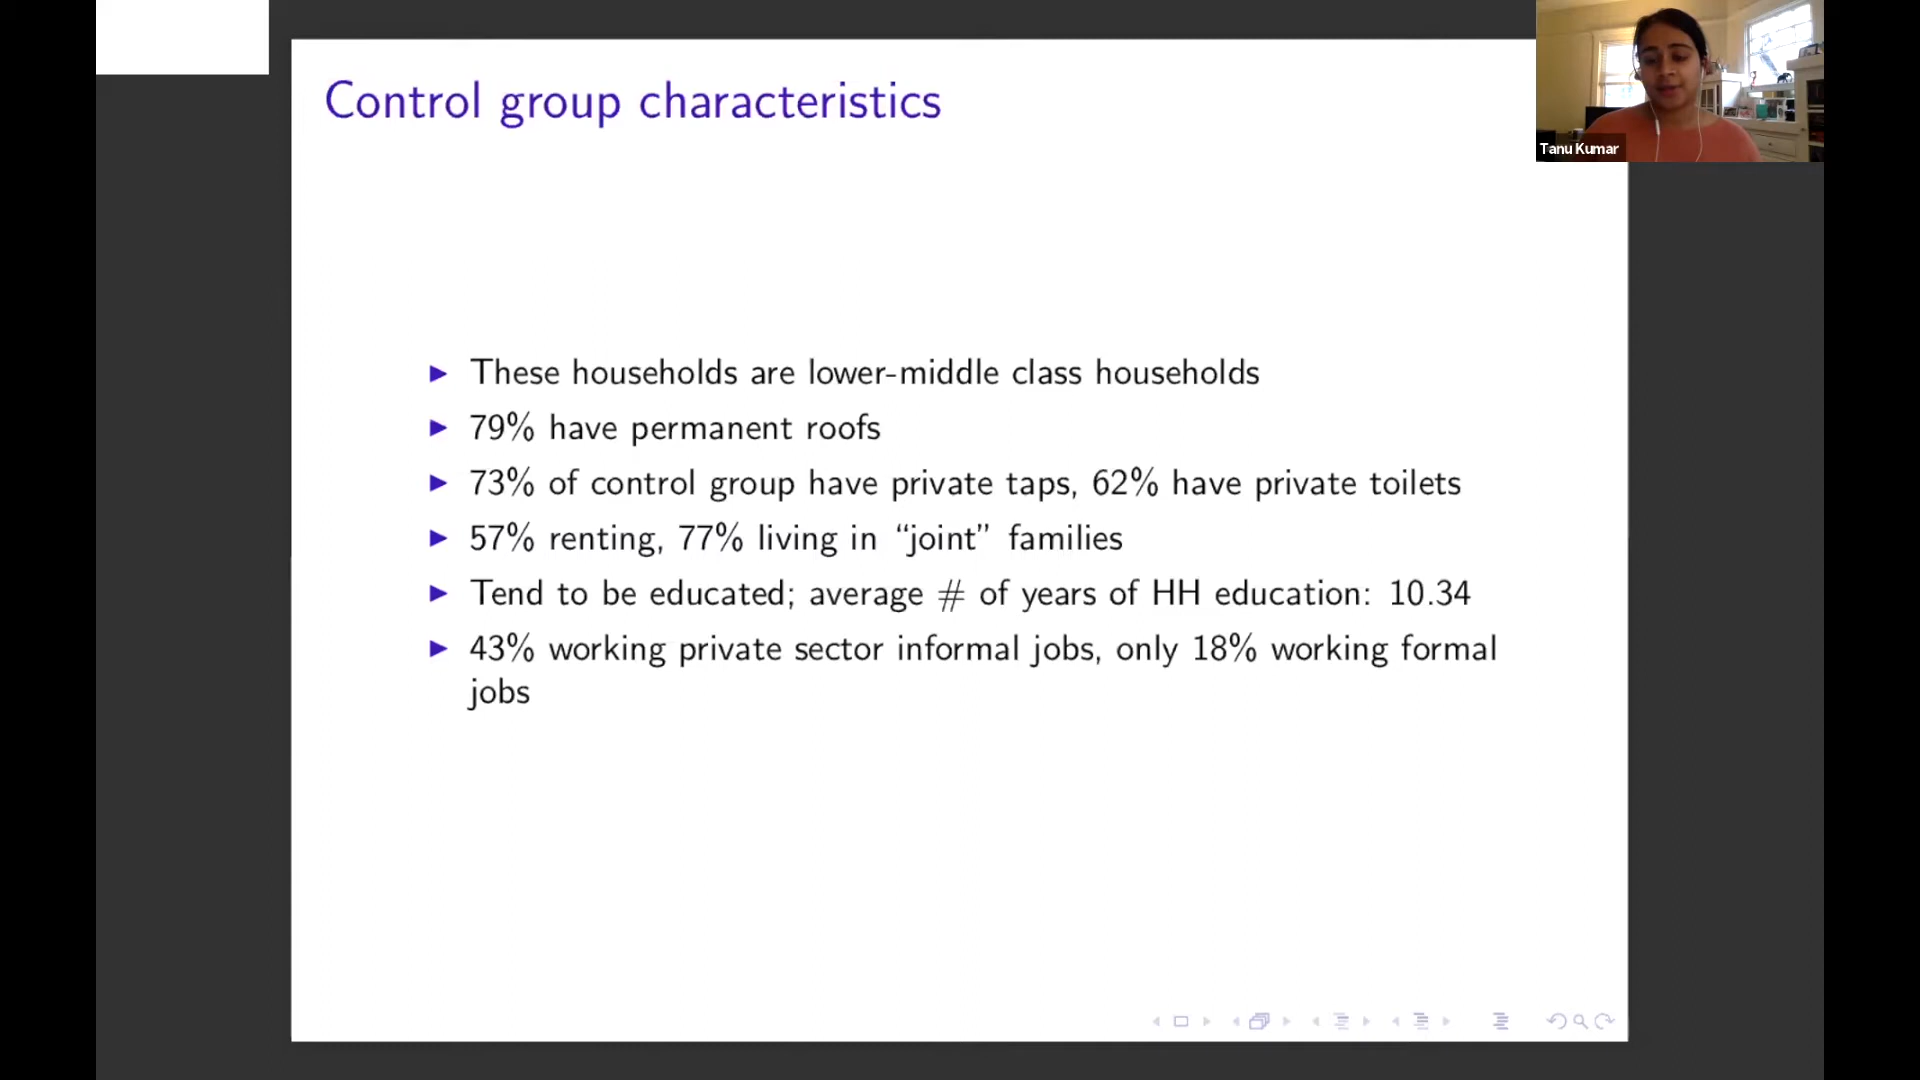 Control group characteristics
Tanu Kumar
▶ These households are lower-middle class households
▶ 79% have permanent roofs
▶ 73% of control group have private taps, 62% have private toilets
▶ 57% renting, 77% living in “joint” families
▶ Tend to be educated; average # of years of HH education: 10.34
▶ 43% working private sector informal jobs, only 18% working formal
jobs